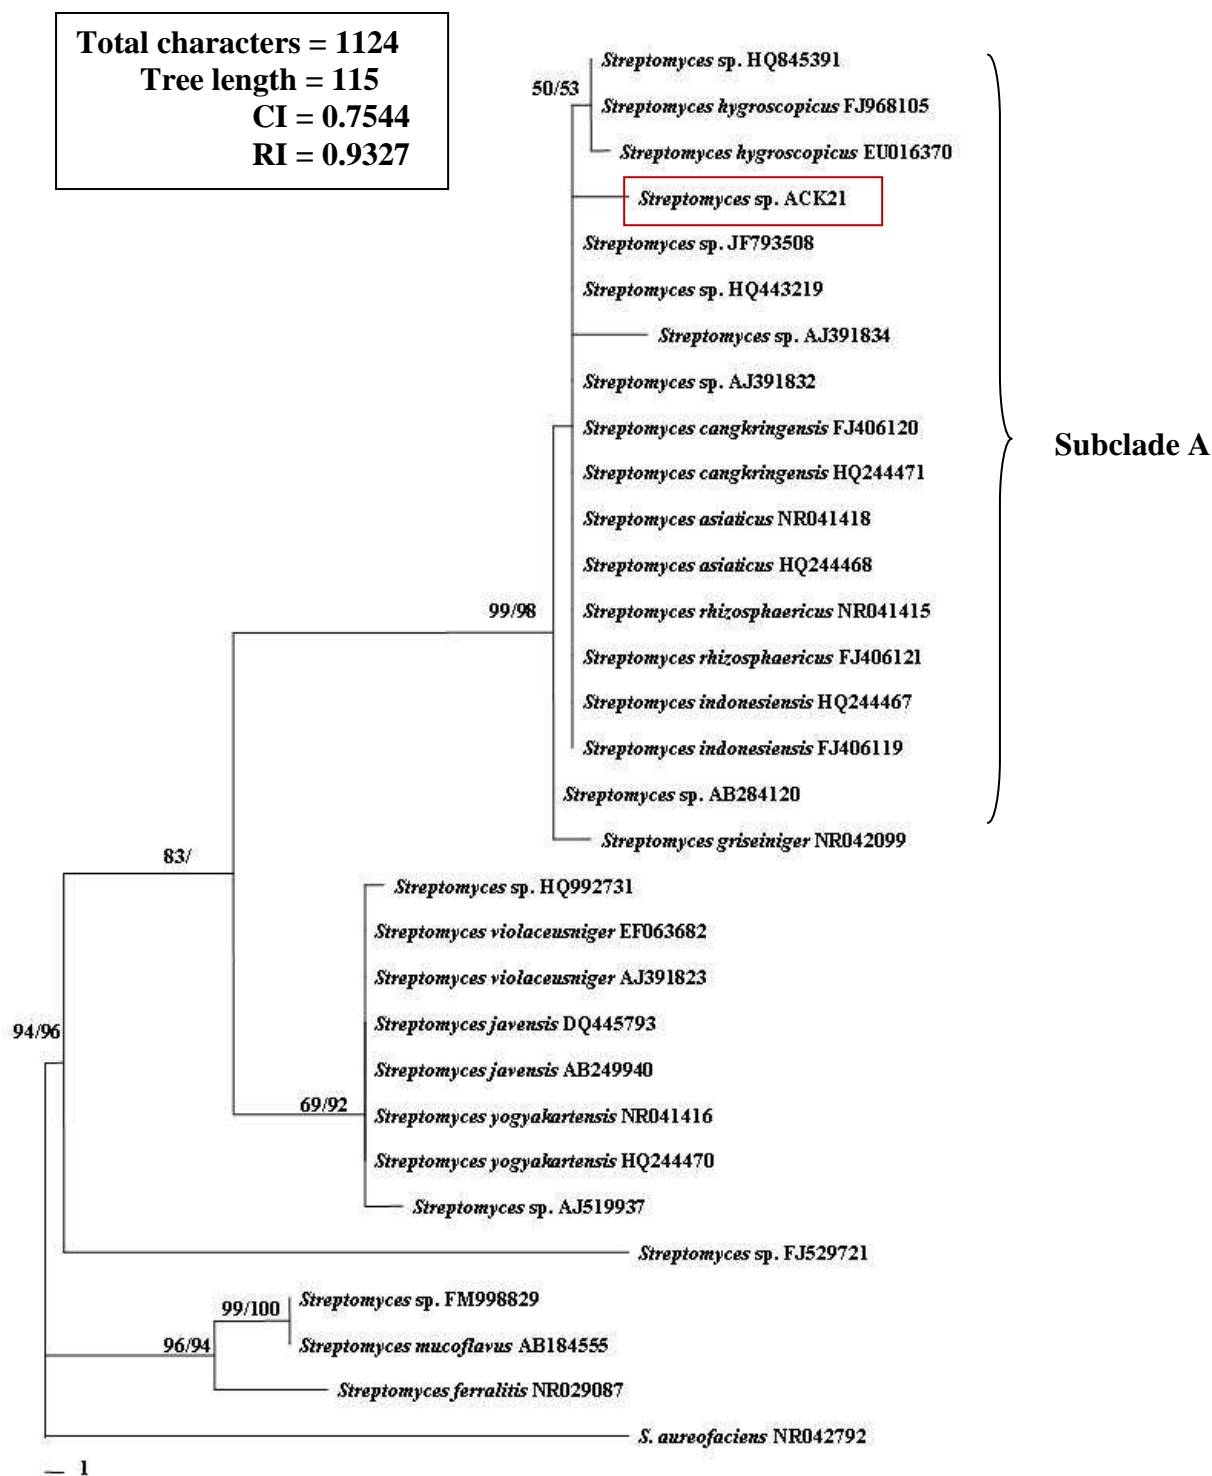 Total characters = 1124
Tree length = 115
CI = 0.7544
RI = 0.9327
Streptomyces sp. HQ845391
50/53
Streptomyces hygroscopicus FJ968105
Streptomyces hygroscopicus EU016370
Streptomyces sp. ACK21
Streptomyces sp. JF793508
Streptomyces sp. HQ443219
Streptomyces sp. AJ391834
Streptomyces sp. AJ391832
Streptomyces cangkringensis FJ406120
Subclade A
Streptomyces cangkringensis HQ244471
Streptomyces asiaticus NR041418
Streptomyces asiaticus HQ244468
99/98
Streptomyces rhizosphaericus NR041415
Streptomyces rhizosphaericus FJ406121
Streptomyces indonesiensis HQ244467
Streptomyces indonesiensis FJ406119
Streptomyces sp. AB284120
Streptomyces griseiniger NR042099
83/
Streptomyces sp. HQ992731
Streptomyces violaceusniger EF063682
Streptomyces violaceusniger AJ391823
Streptomyces javensis DQ445793
94/96
Streptomyces javensis AB249940
69/92
Streptomyces yogyakartensis NR041416
Streptomyces yogyakartensis HQ244470
Streptomyces sp. AJ519937
Streptomyces sp. FJ529721
Streptomyces sp. FM998829
99/100
96/94
Streptomyces mucoflavus AB184555
Streptomyces ferralitis NR029087
S. aureofaciens NR042792
1